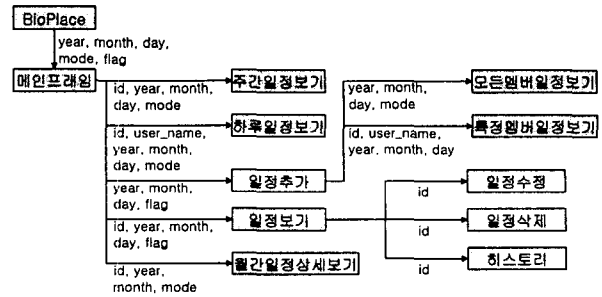 BioPlace
year, month, day,
mode, flag
메인프레임
id, year, month,
day, mode
주간일정보기
year, month,
day, mode
모든멤버일정보기
id, user_name,
year, month,
day, mode
하루일정보기
id, user_name,
year, month, day
특정멤버일정보기
year, month,
day, flag
일정추가
id
일정수정
id, year, month,
day, flag
일정보기
id
일정삭제
id, year,
month, mode
월간일정상세보기
id
히스토리